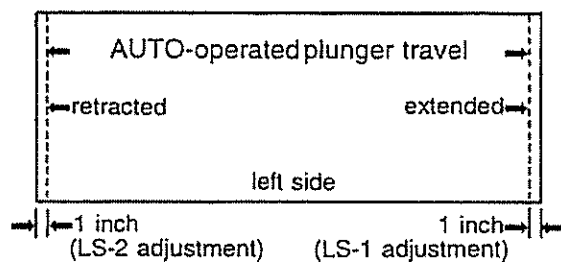 AUTO-operated plunger travel
retracted extended
left side
1 inch 1 inch
(LS-2 adjustment) (LS-1 adjustment)